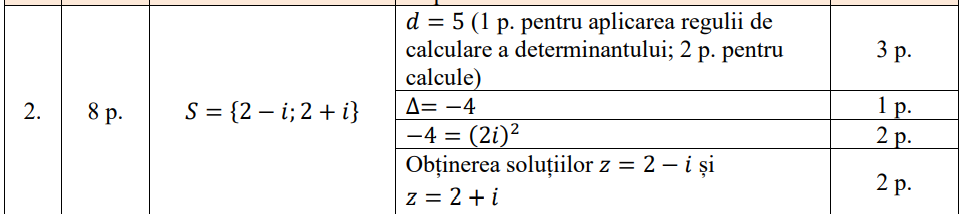 d = 5 (1 p. pentru aplicarea regulii de
calculare a determinantului; 2 p. pentru
calcule)
3 p.
2.
8 p.
S = {2 − i; 2 + i}
Δ= −4
1 p.
−4 = (2i)²
2 p.
Obținerea soluțiilor z = 2 − i și
z = 2 + i
2 p.